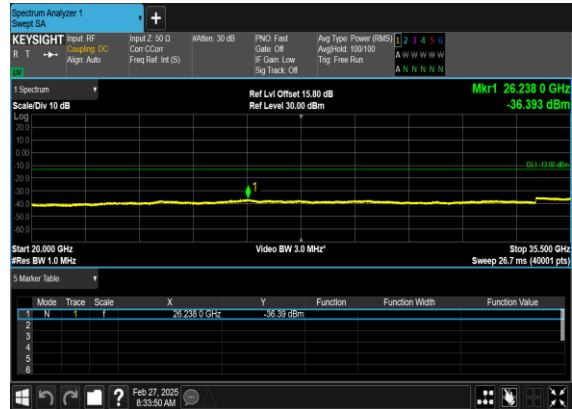 Spectrum Analyzer 1
Swept SA
KEYSIGHT Input: RF Input Z: 50 Ω #Atten: 30 dB PNO: Fast Avg Type: Power (RMS) 1 2 3 4 5 6
R T Coupling: DC Corr CCorr Gate: Off Avg|Hold: 100/100 A W W W W W
Align: Auto Freq Ref: Int (S) IF Gain: Low Trig: Free Run
Sig Track: Off A N N N N N
1 Spectrum Ref Lvl Offset 15.80 dB Mkr1 26.238 0 GHz
Scale/Div 10 dB Ref Level 30.00 dBm -36.393 dBm
Log
20.0
10.0
0.00
-10.0 DL1 -13.00 dBm
-20.0
-30.0 1
-40.0
-50.0
-60.0
Start 20.000 GHz Video BW 3.0 MHz* Stop 35.500 GHz
#Res BW 1.0 MHz Sweep 26.7 ms (40001 pts)
5 Marker Table
Mode Trace Scale X Y Function Function Width Function Value
1 N 1 f 26.238 0 GHz -36.39 dBm
2
3
4
5
6
? Feb 27, 2025
8:33:50 AM